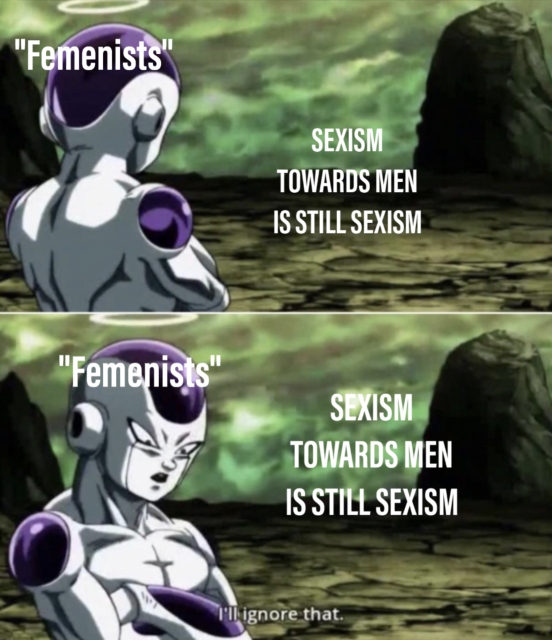 "Femenists"
SEXISM
TOWARDS MEN
IS STILL SEXISM
"Femenists"
SEXISM
TOWARDS MEN
IS STILL SEXISM
I'll ignore that.